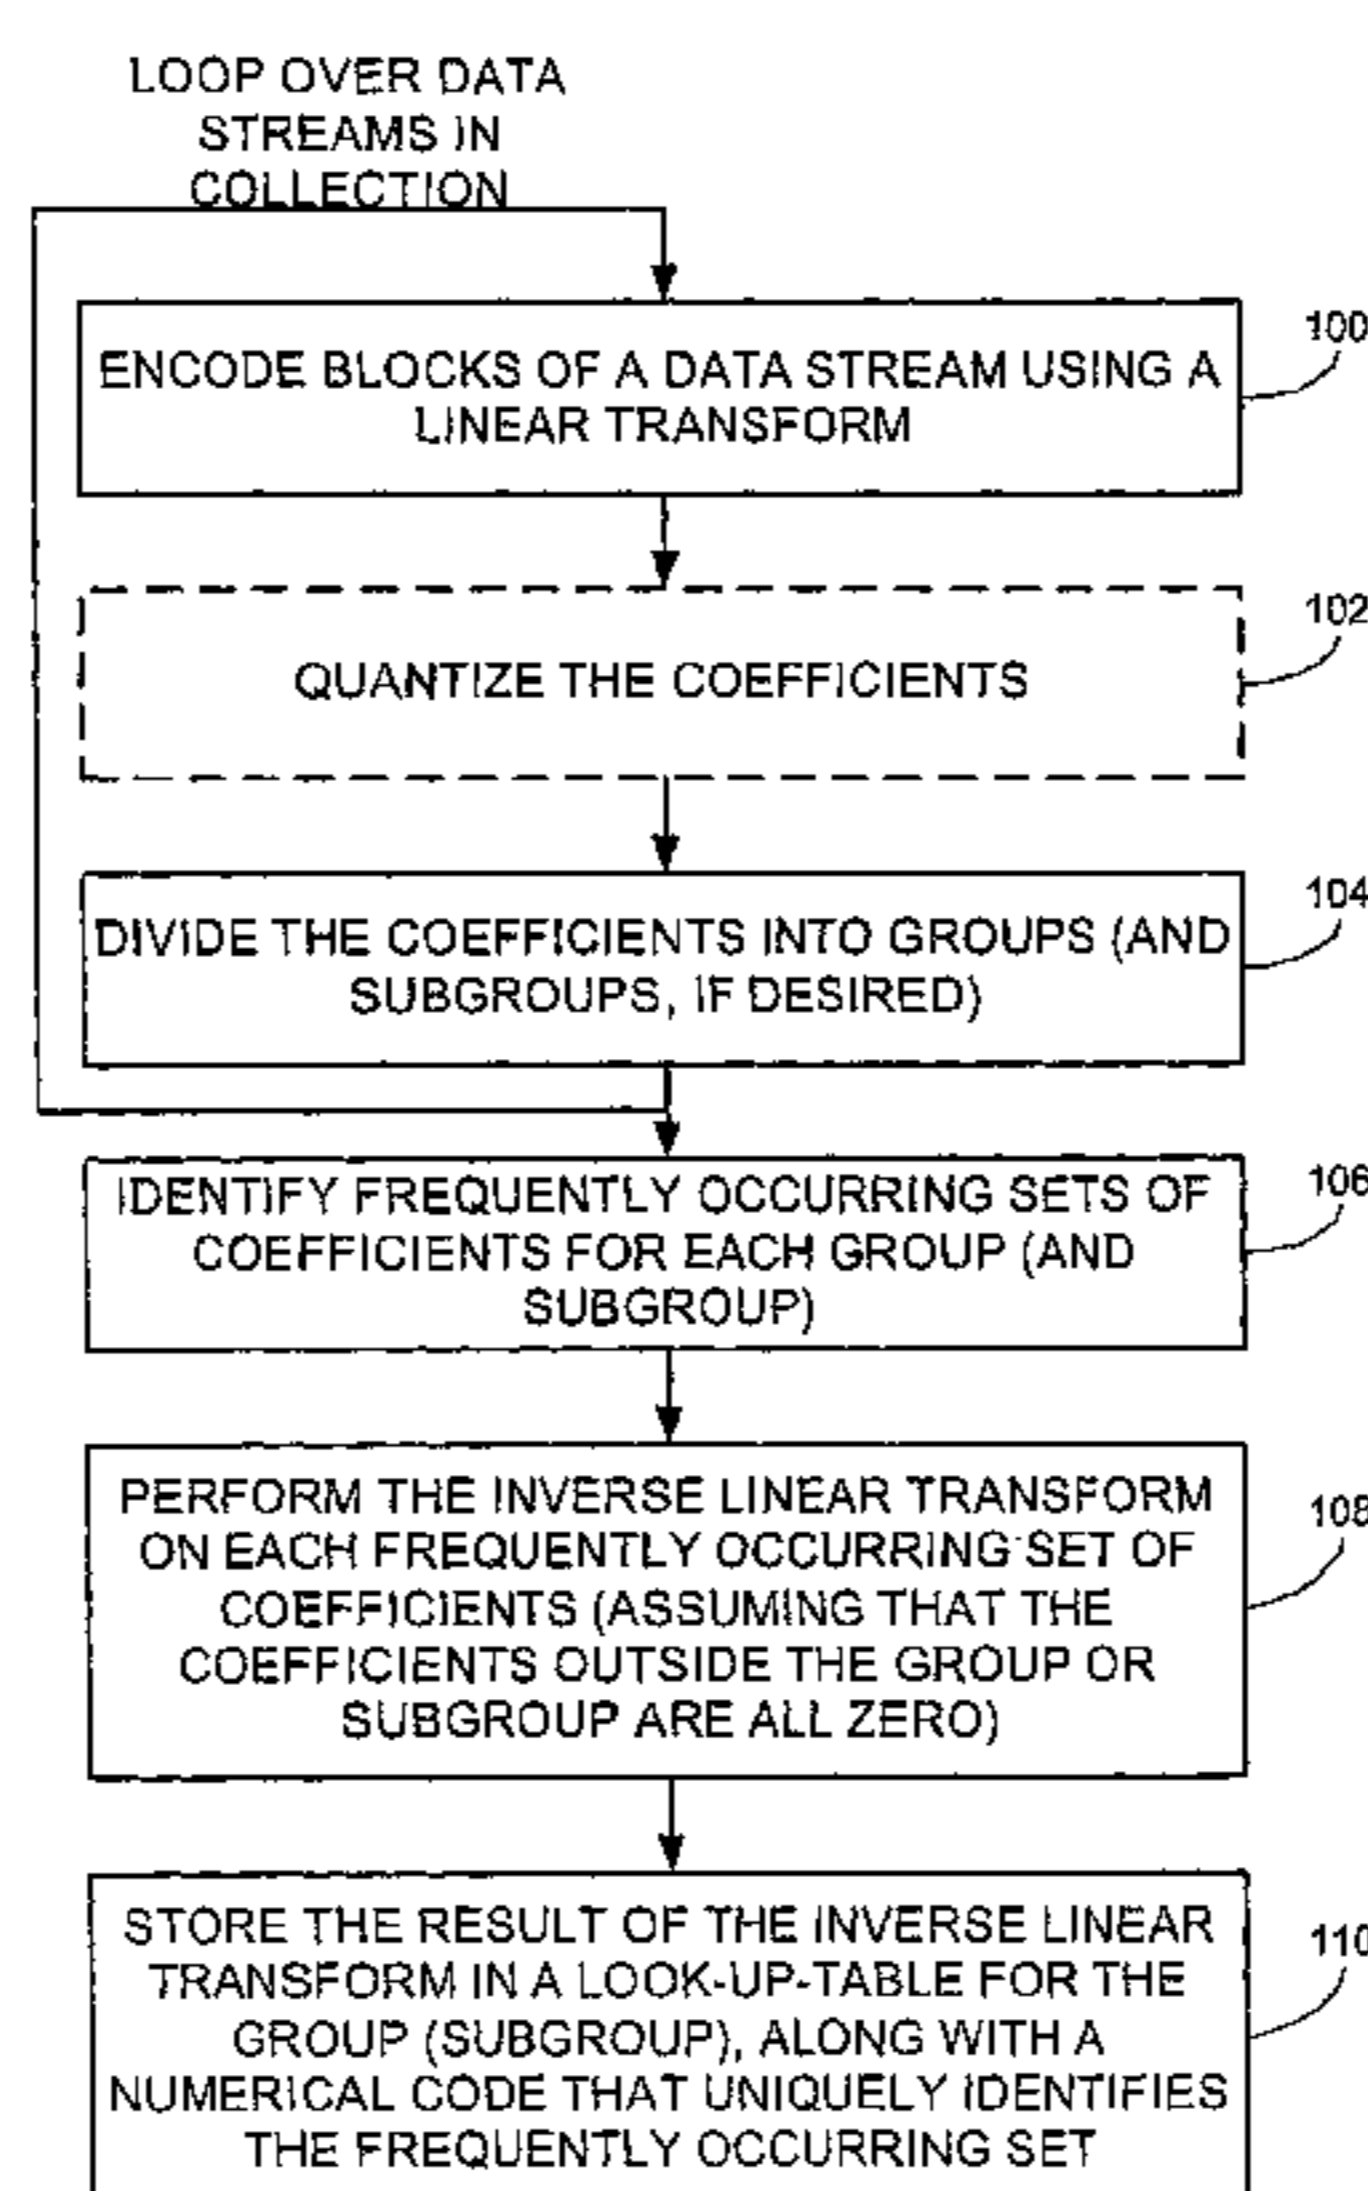 LOOP OVER DATA
STREAMS IN
COLLECTION
100
ENCODE BLOCKS OF A DATA STREAM USING A
LINEAR TRANSFORM
102
QUANTIZE THE COEFFICIENTS
104
DIVIDE THE COEFFICIENTS INTO GROUPS (AND
SUBGROUPS, IF DESIRED)
106
IDENTIFY FREQUENTLY OCCURRING SETS OF
COEFFICIENTS FOR EACH GROUP (AND
SUBGROUP)
108
PERFORM THE INVERSE LINEAR TRANSFORM
ON EACH FREQUENTLY OCCURRING SET OF
COEFFICIENTS (ASSUMING THAT THE
COEFFICIENTS OUTSIDE THE GROUP OR
SUBGROUP ARE ALL ZERO)
110
STORE THE RESULT OF THE INVERSE LINEAR
TRANSFORM IN A LOOK-UP-TABLE FOR THE
GROUP (SUBGROUP), ALONG WITH A
NUMERICAL CODE THAT UNIQUELY IDENTIFIES
THE FREQUENTLY OCCURRING SET